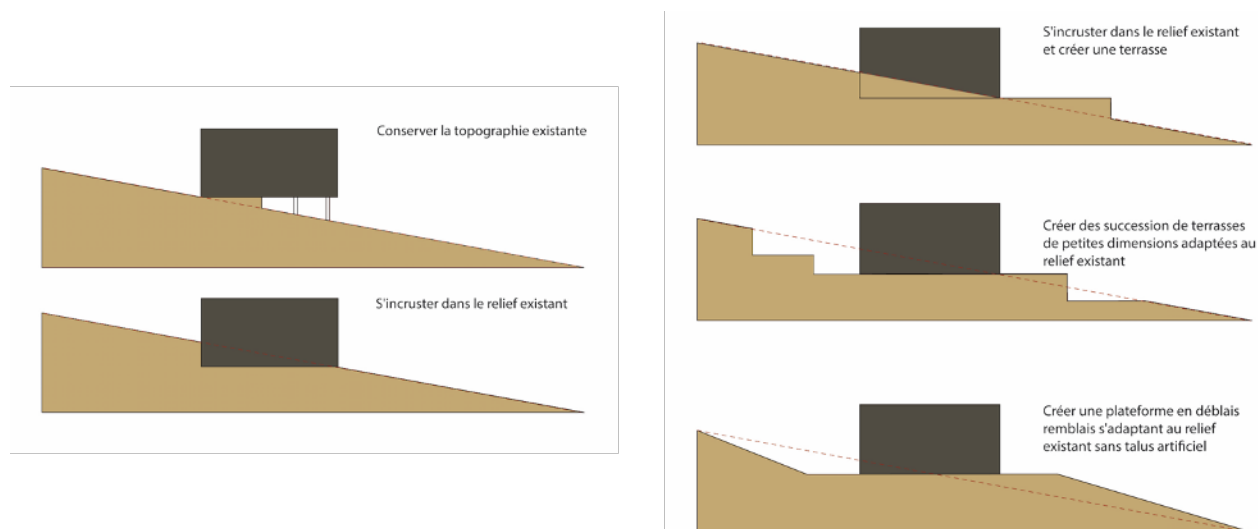 Conserver la topographie existante
S'incruster dans le relief existant
S'incruster dans le relief existant
et créer une terrasse
Créer des succession de terrasses
de petites dimensions adaptées au
relief existant
Créer une plateforme en déblais
remblais s'adaptant au relief
existant sans talus artificiel